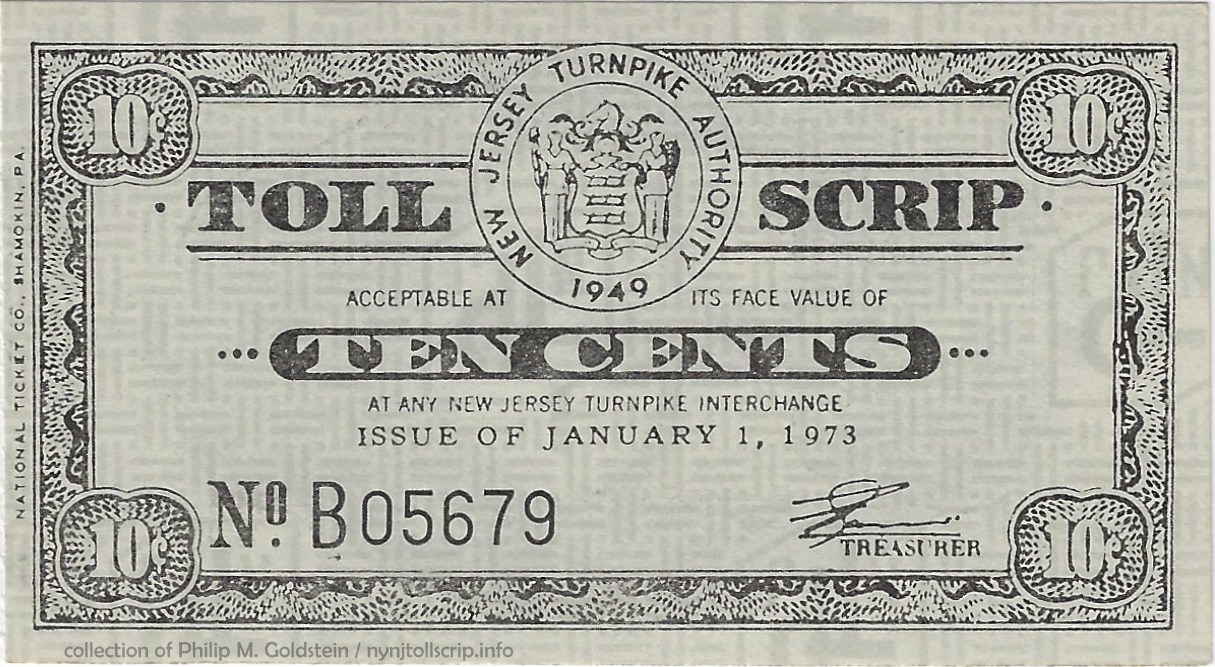 NEW JERSEY TURNPIKE AUTHORITY
1949
10¢ 10¢
· TOLL SCRIP ·
ACCEPTABLE AT ITS FACE VALUE OF
··· TEN CENTS ···
AT ANY NEW JERSEY TURNPIKE INTERCHANGE
ISSUE OF JANUARY 1, 1973
No. B05679
TREASURER
10¢ 10¢
NATIONAL TICKET CO., SHAMOKIN, PA.
collection of Philip M. Goldstein / nynjtollscrip.info